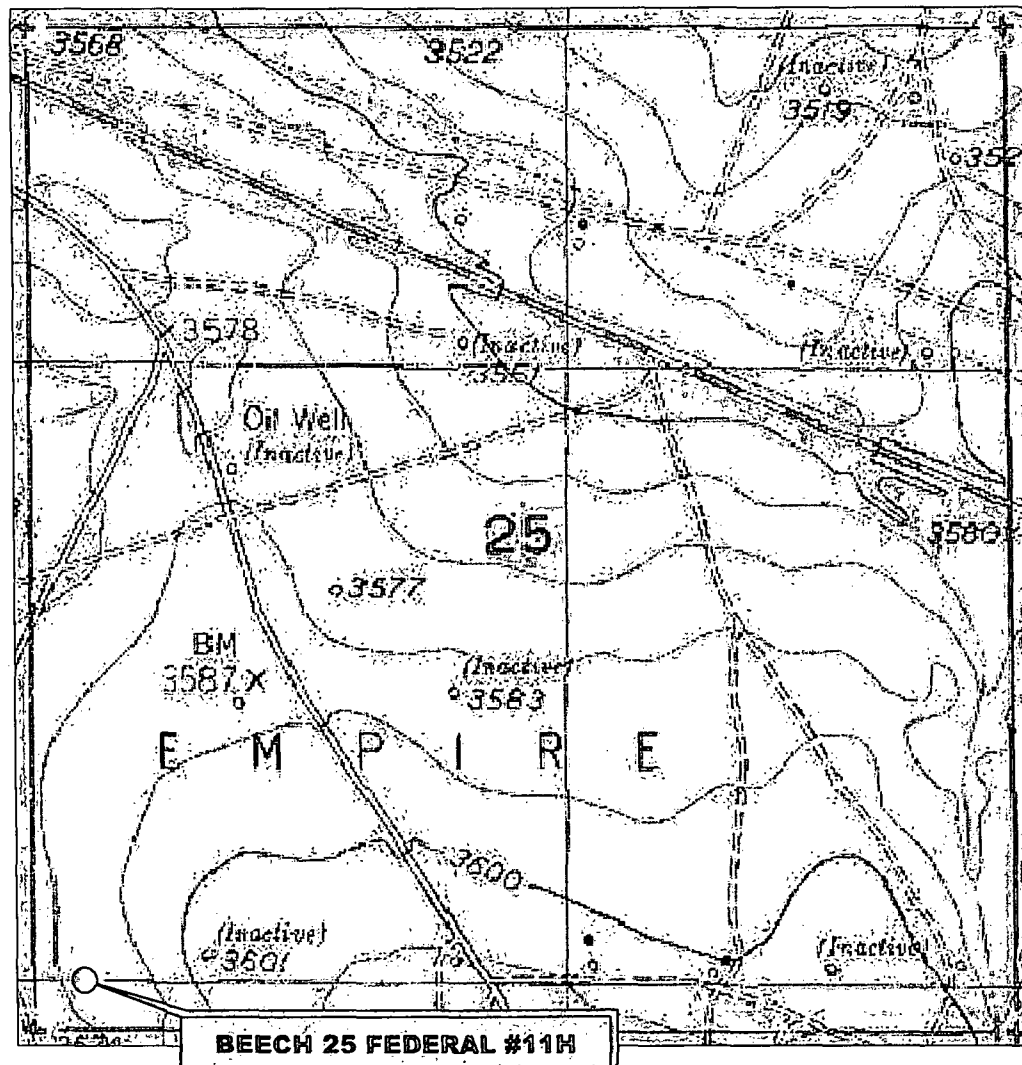 3568
3522
(Inactive)
3519
352
3578
(Inactive)
(Inactive)
Oil Well
(Inactive)
25
3580
3577
BM
3587 X
(Inactive)
3583
EMPIRE
3600
(Inactive)
3601
(Inactive)
BEECH 25 FEDERAL #11H